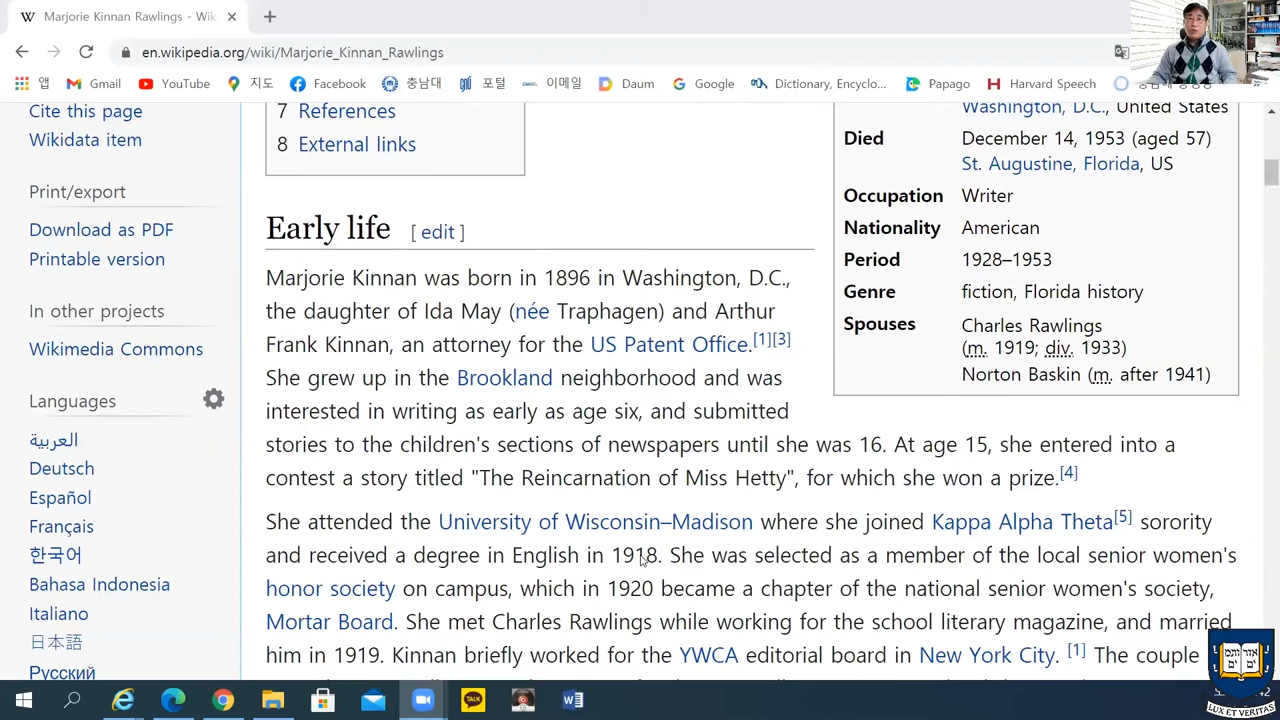 Marjorie Kinnan Rawlings - Wik
en.wikipedia.org/wiki/Marjorie_Kinnan_Rawlings
앱 Gmail YouTube 지도 Facebook 충남대 포털 이메일 Daum Google Dictionary, Encyclo... Papago Harvard Speech
Cite this page
Wikidata item
Print/export
Download as PDF
Printable version
In other projects
Wikimedia Commons
Languages
العربية
Deutsch
Español
Français
한국어
Bahasa Indonesia
Italiano
日本語
Русский
7 References
8 External links
Early life [ edit ]
Marjorie Kinnan was born in 1896 in Washington, D.C.,
the daughter of Ida May (née Traphagen) and Arthur
Frank Kinnan, an attorney for the US Patent Office.[1][3]
She grew up in the Brookland neighborhood and was
interested in writing as early as age six, and submitted
stories to the children's sections of newspapers until she was 16. At age 15, she entered into a
contest a story titled "The Reincarnation of Miss Hetty", for which she won a prize.[4]
She attended the University of Wisconsin–Madison where she joined Kappa Alpha Theta[5] sorority
and received a degree in English in 1918. She was selected as a member of the local senior women's
honor society on campus, which in 1920 became a chapter of the national senior women's society,
Mortar Board. She met Charles Rawlings while working for the school literary magazine, and married
him in 1919. Kinnan briefly worked for the YWCA editorial board in New York City. [1] The couple
Washington, D.C., United States
Died December 14, 1953 (aged 57)
St. Augustine, Florida, US
Occupation Writer
Nationality American
Period 1928–1953
Genre fiction, Florida history
Spouses Charles Rawlings
(m. 1919; div. 1933)
Norton Baskin (m. after 1941)
TALK
LUX ET VERITAS